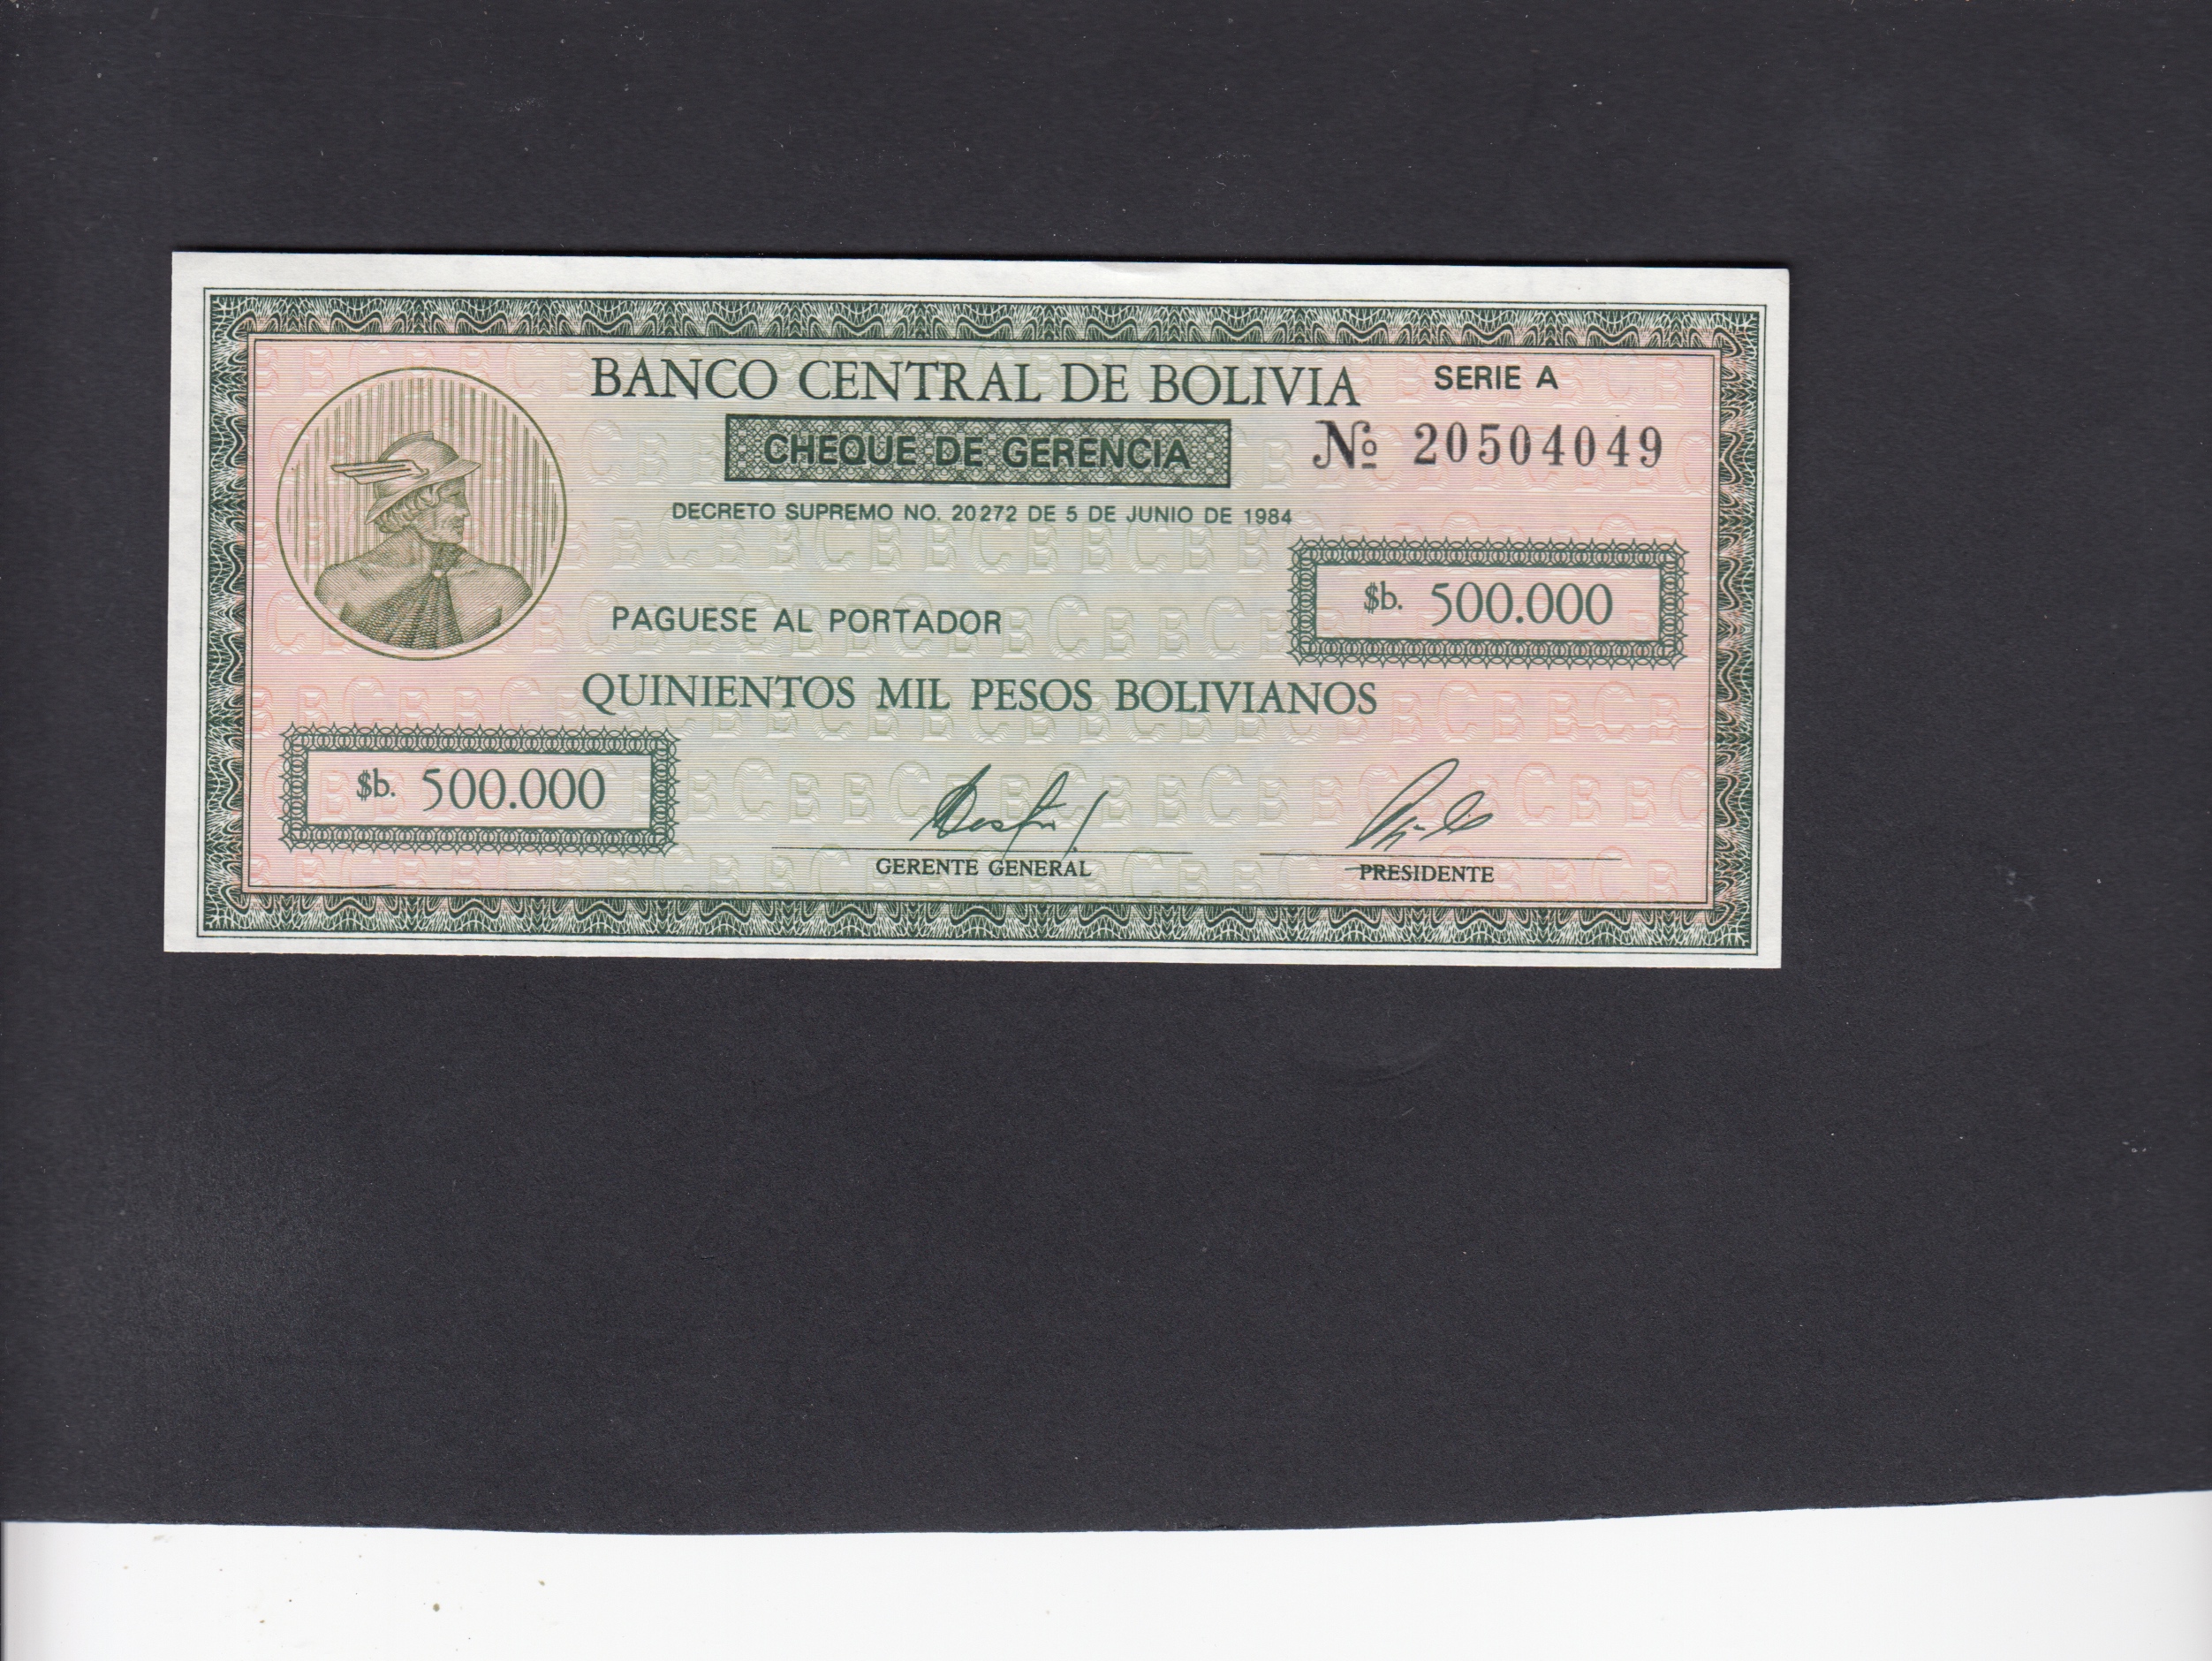 BANCO CENTRAL DE BOLIVIA
SERIE A
CHEQUE DE GERENCIA
№ 20504049
DECRETO SUPREMO NO. 20272 DE 5 DE JUNIO DE 1984
$b. 500.000
PAGUESE AL PORTADOR
QUINIENTOS MIL PESOS BOLIVIANOS
$b. 500.000
GERENTE GENERAL
PRESIDENTE